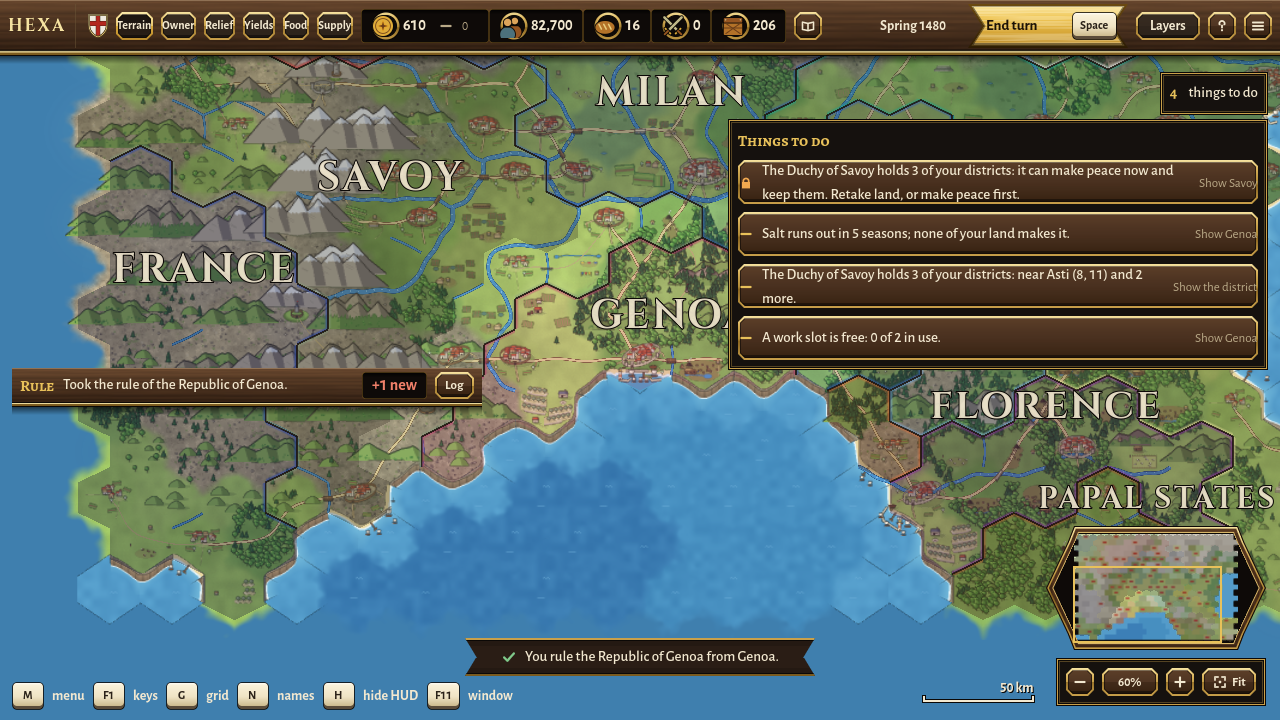 HEXA
Terrain Owner Relief Yields Food Supply
610 — 0
82,700
16
0
206
Spring 1480
End turn Space
Layers ?
4 things to do
THINGS TO DO
The Duchy of Savoy holds 3 of your districts: it can make peace now and
keep them. Retake land, or make peace first.
Show Savoy
Salt runs out in 5 seasons; none of your land makes it. Show Genoa
The Duchy of Savoy holds 3 of your districts: near Asti (8, 11) and 2
more.
Show the district
A work slot is free: 0 of 2 in use. Show Genoa
MILAN
SAVOY
FRANCE
GENOA
RULE Took the rule of the Republic of Genoa. +1 new Log
FLORENCE
PAPAL STATES
You rule the Republic of Genoa from Genoa.
M menu F1 keys G grid N names H hide HUD F11 window
50 km
60% + Fit